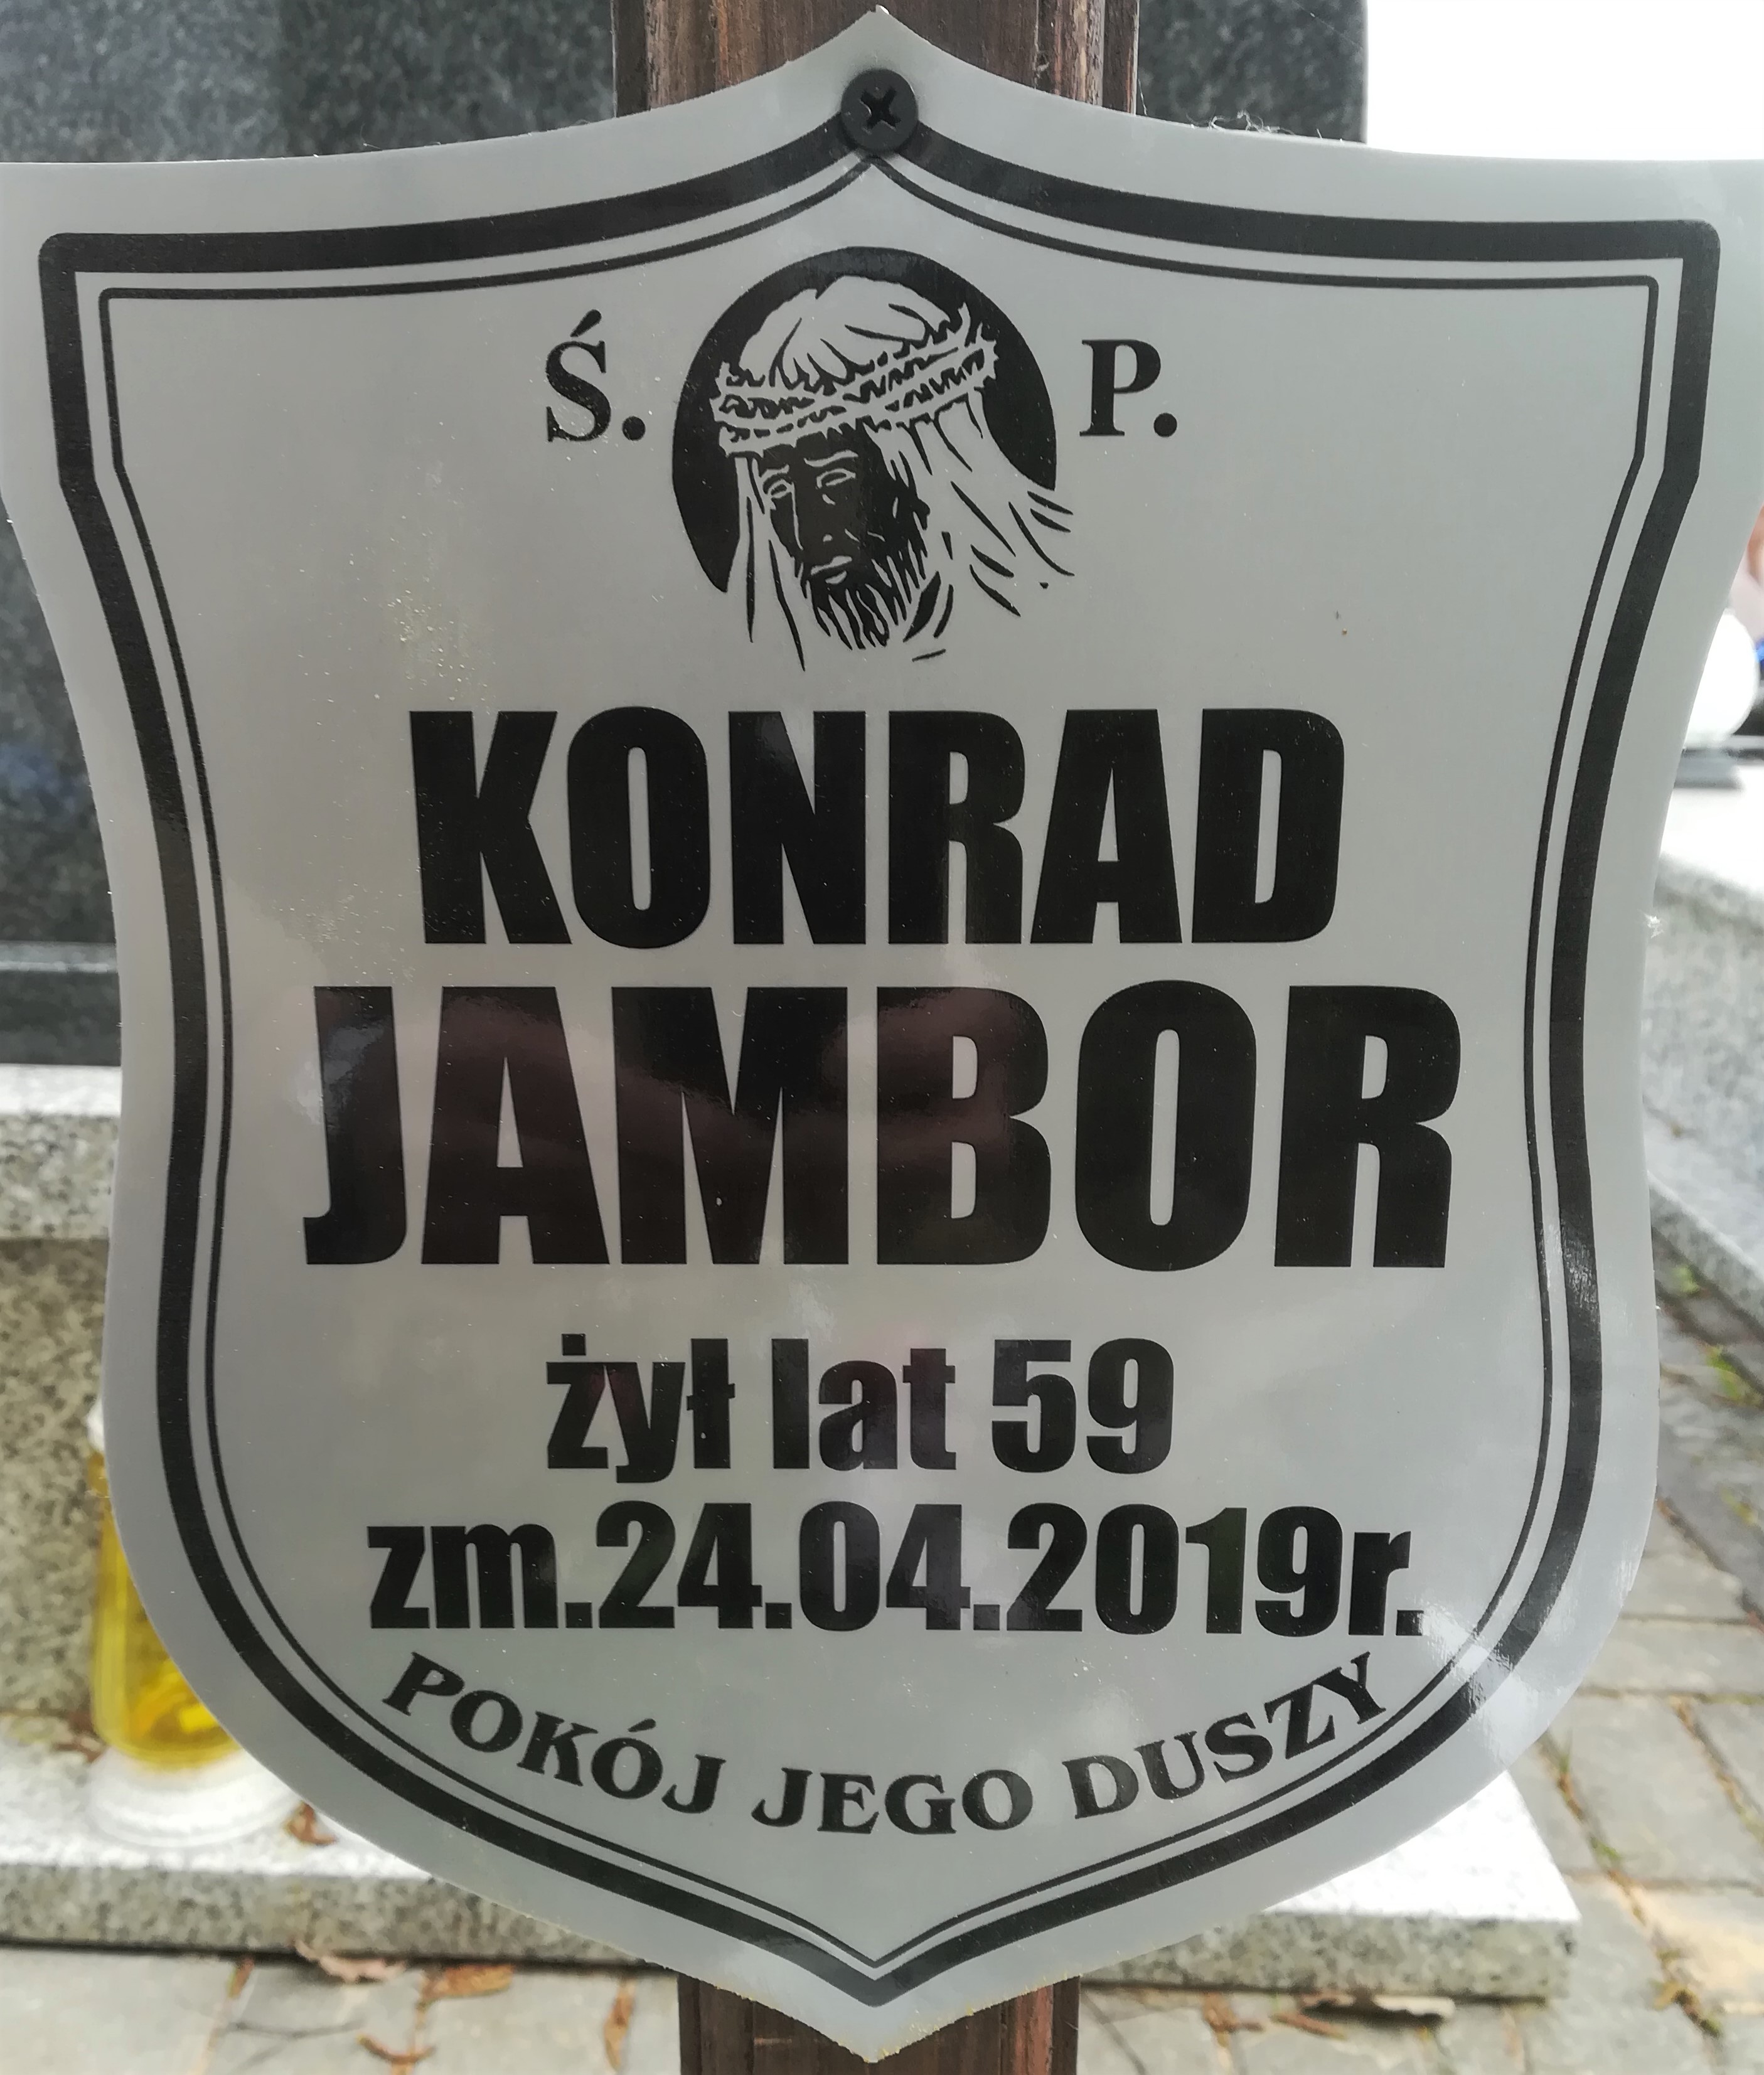 Ś. P.
KONRAD
JAMBOR
żył lat 59
zm.24.04.2019r.
POKÓJ JEGO DUSZY